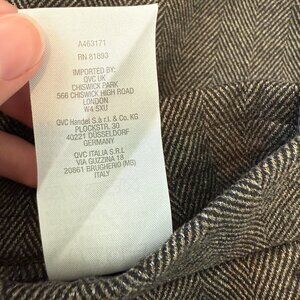 A463171
RN 81893
IMPORTED BY:
QVC UK
CHISWICK PARK
566 CHISWICK HIGH ROAD
LONDON
W4 5XU
QVC Handel S.à r.l. & Co. KG
PLOCKSTR. 30
40221 DÜSSELDORF
GERMANY
QVC ITALIA S.R.L
VIA GUZZINA 18
20861 BRUGHERIO (MB)
ITALY